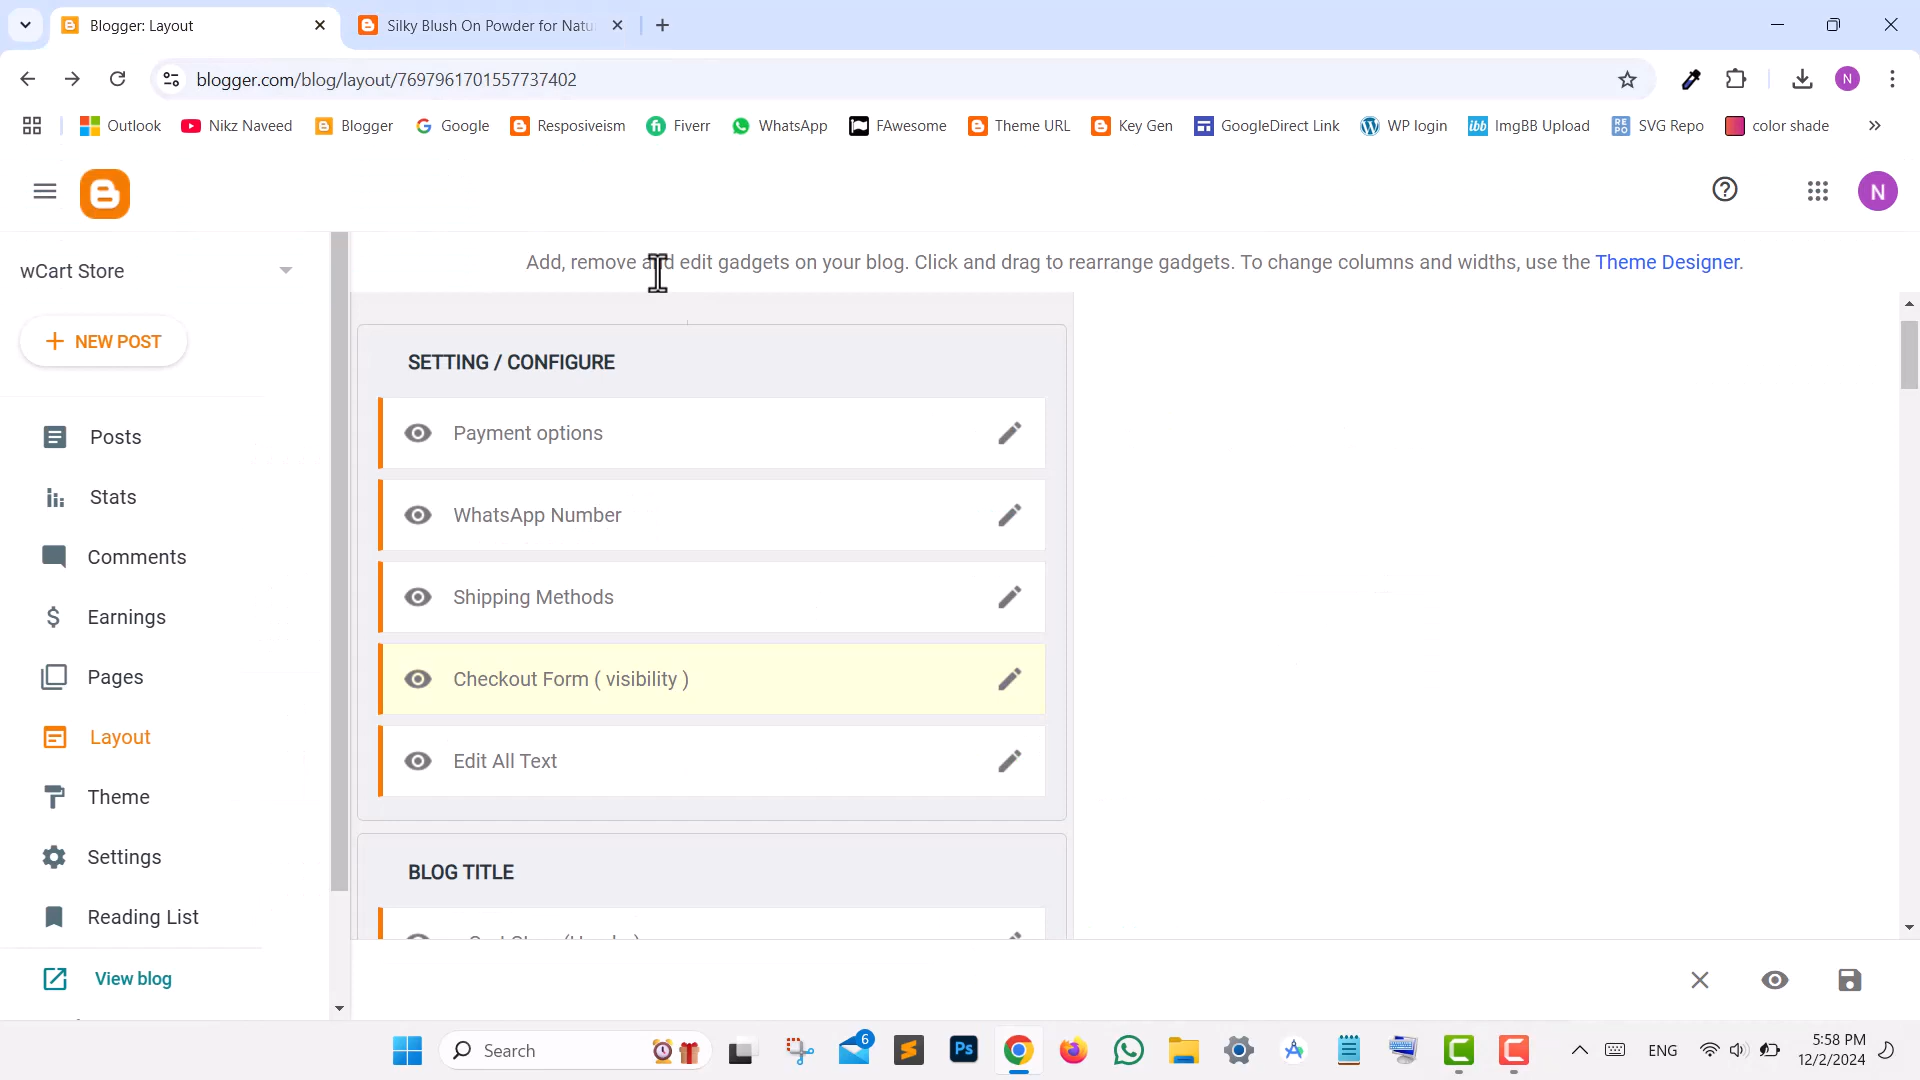 Blogger: Layout
Silky Blush On Powder for Natu
blogger.com/blog/layout/7697961701557737402
N
Outlook
Nikz Naveed
Blogger
Google
Resposiveism
Fiverr
WhatsApp
FAwesome
Theme URL
Key Gen
GoogleDirect Link
WP login
ibb
ImgBB Upload
RE
PO
SVG Repo
color shade
N
wCart Store
Add, remove and edit gadgets on your blog. Click and drag to rearrange gadgets. To change columns and widths, use the Theme Designer.
NEW POST
Posts
Stats
Comments
Earnings
Pages
Layout
Theme
Settings
Reading List
View blog
SETTING / CONFIGURE
Payment options
WhatsApp Number
Shipping Methods
Checkout Form ( visibility )
Edit All Text
BLOG TITLE
Search
6
Ps
ENG
5:58 PM
12/2/2024